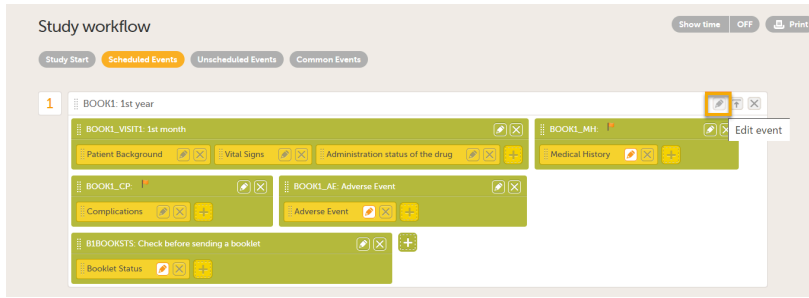 Study workflow
Show time OFF Print
Study Start Scheduled Events Unscheduled Events Common Events
1 BOOK1: 1st year
Edit event
BOOK1_VISIT1: 1st month BOOK1_MH:
Patient Background Vital Signs Administration status of the drug Medical History
BOOK1_CP: BOOK1_AE: Adverse Event
Complications Adverse Event
B1BOOKSTS: Check before sending a booklet
Booklet Status